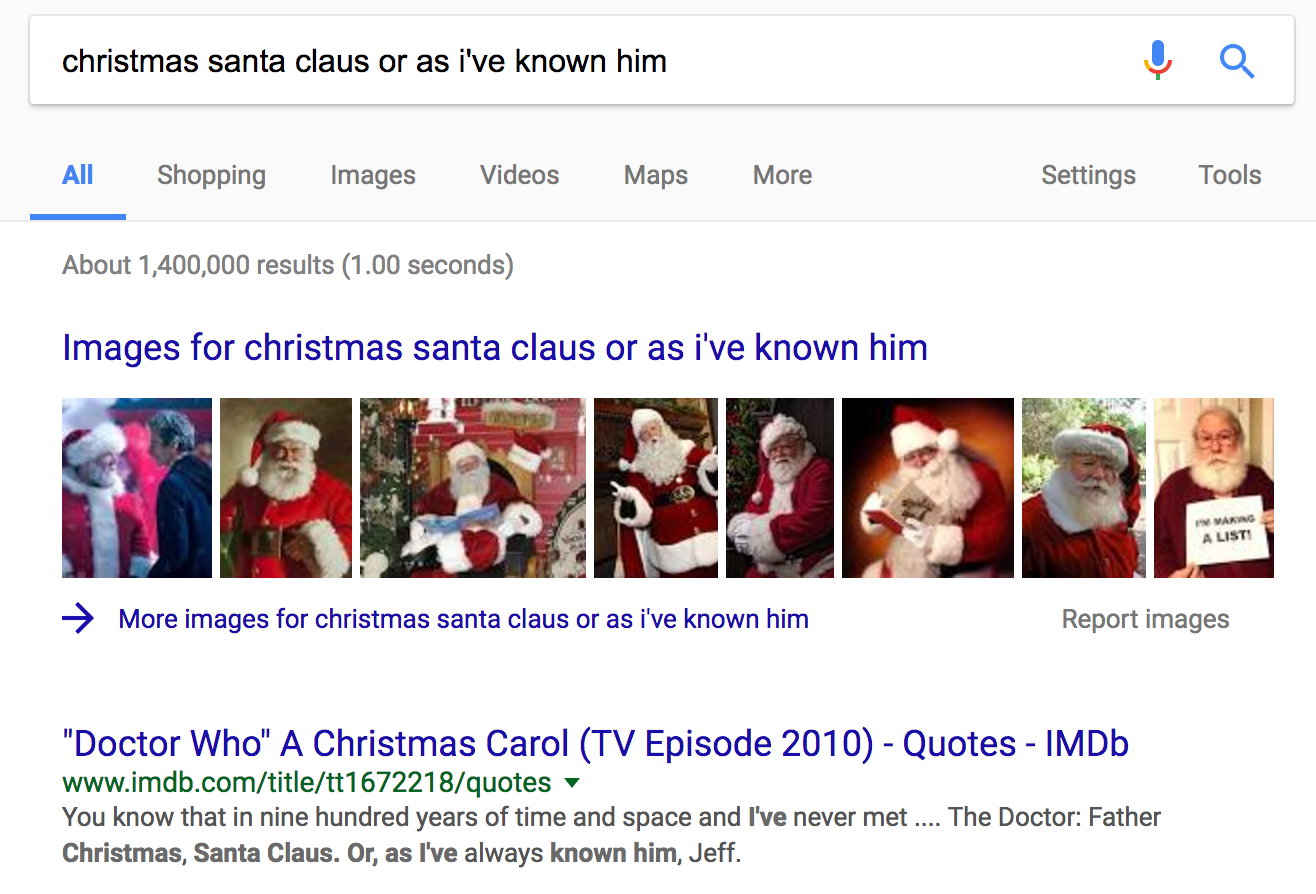 christmas santa claus or as i've known him
All Shopping Images Videos Maps More Settings Tools
About 1,400,000 results (1.00 seconds)
Images for christmas santa claus or as i've known him
I'M MAKING
A LIST!
More images for christmas santa claus or as i've known him Report images
"Doctor Who" A Christmas Carol (TV Episode 2010) - Quotes - IMDb
www.imdb.com/title/tt1672218/quotes
You know that in nine hundred years of time and space and I've never met .... The Doctor: Father
Christmas, Santa Claus. Or, as I've always known him, Jeff.